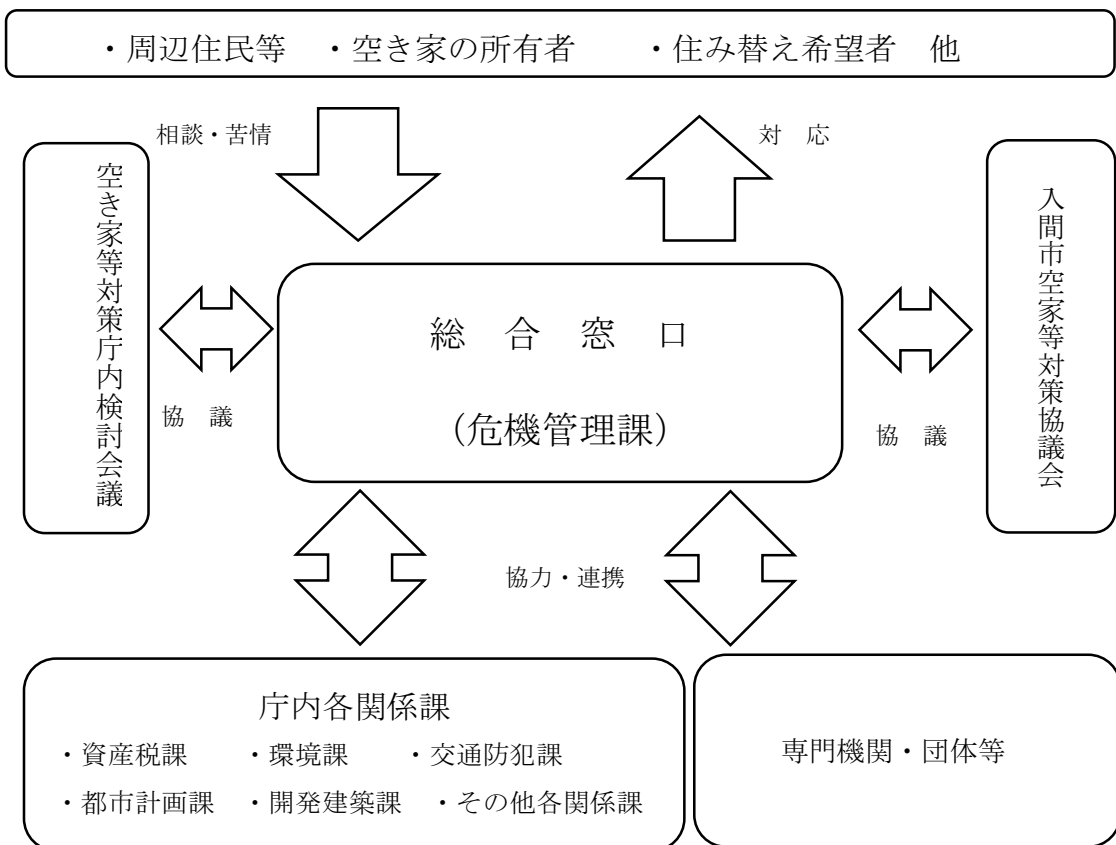 ・周辺住民等　・空き家の所有者　　・住み替え希望者　他
相談・苦情
対　応
空き家等対策庁内検討会議
入間市空家等対策協議会
総　合　窓　口
（危機管理課）
協　議
協　議
協力・連携
庁内各関係課
・資産税課　　・環境課　　・交通防犯課
・都市計画課　・開発建築課　・その他各関係課
専門機関・団体等